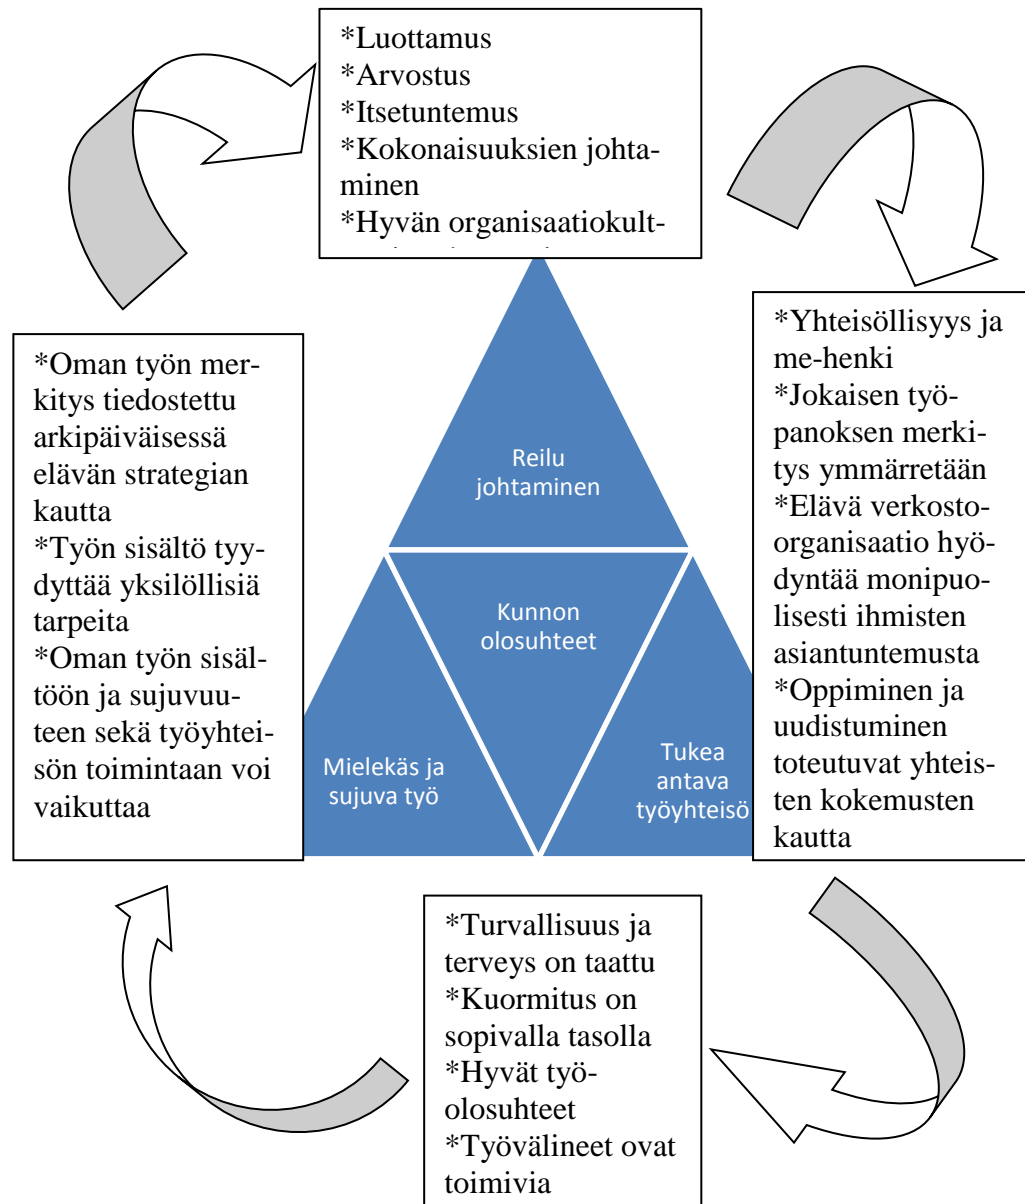 *Luottamus
*Arvostus
*Itsetuntemus
*Kokonaisuuksien johta-
minen
*Hyvän organisaatiokult-
*Yhteisöllisyys ja
me-henki
*Jokaisen työ-
panoksen merki-
tys ymmärretään
*Elävä verkosto-
organisaatio hyö-
dyntää monipuo-
lisesti ihmisten
asiantuntemusta
*Oppiminen ja
uudistuminen
toteutuvat yhteis-
ten kokemusten
kautta
*Oman työn mer-
kitys tiedostettu
arkipäiväisessä
elävän strategian
kautta
*Työn sisältö tyy-
dyttää yksilöllisiä
tarpeita
*Oman työn sisäl-
töön ja sujuvuu-
teen sekä työyhtei-
sön toimintaan voi
vaikuttaa
Reilu
johtaminen
Kunnon
olosuhteet
Mielekäs ja
sujuva työ
Tukea
antava
työyhteisö
*Turvallisuus ja
terveys on taattu
*Kuormitus on
sopivalla tasolla
*Hyvät työ-
olosuhteet
*Työvälineet ovat
toimivia